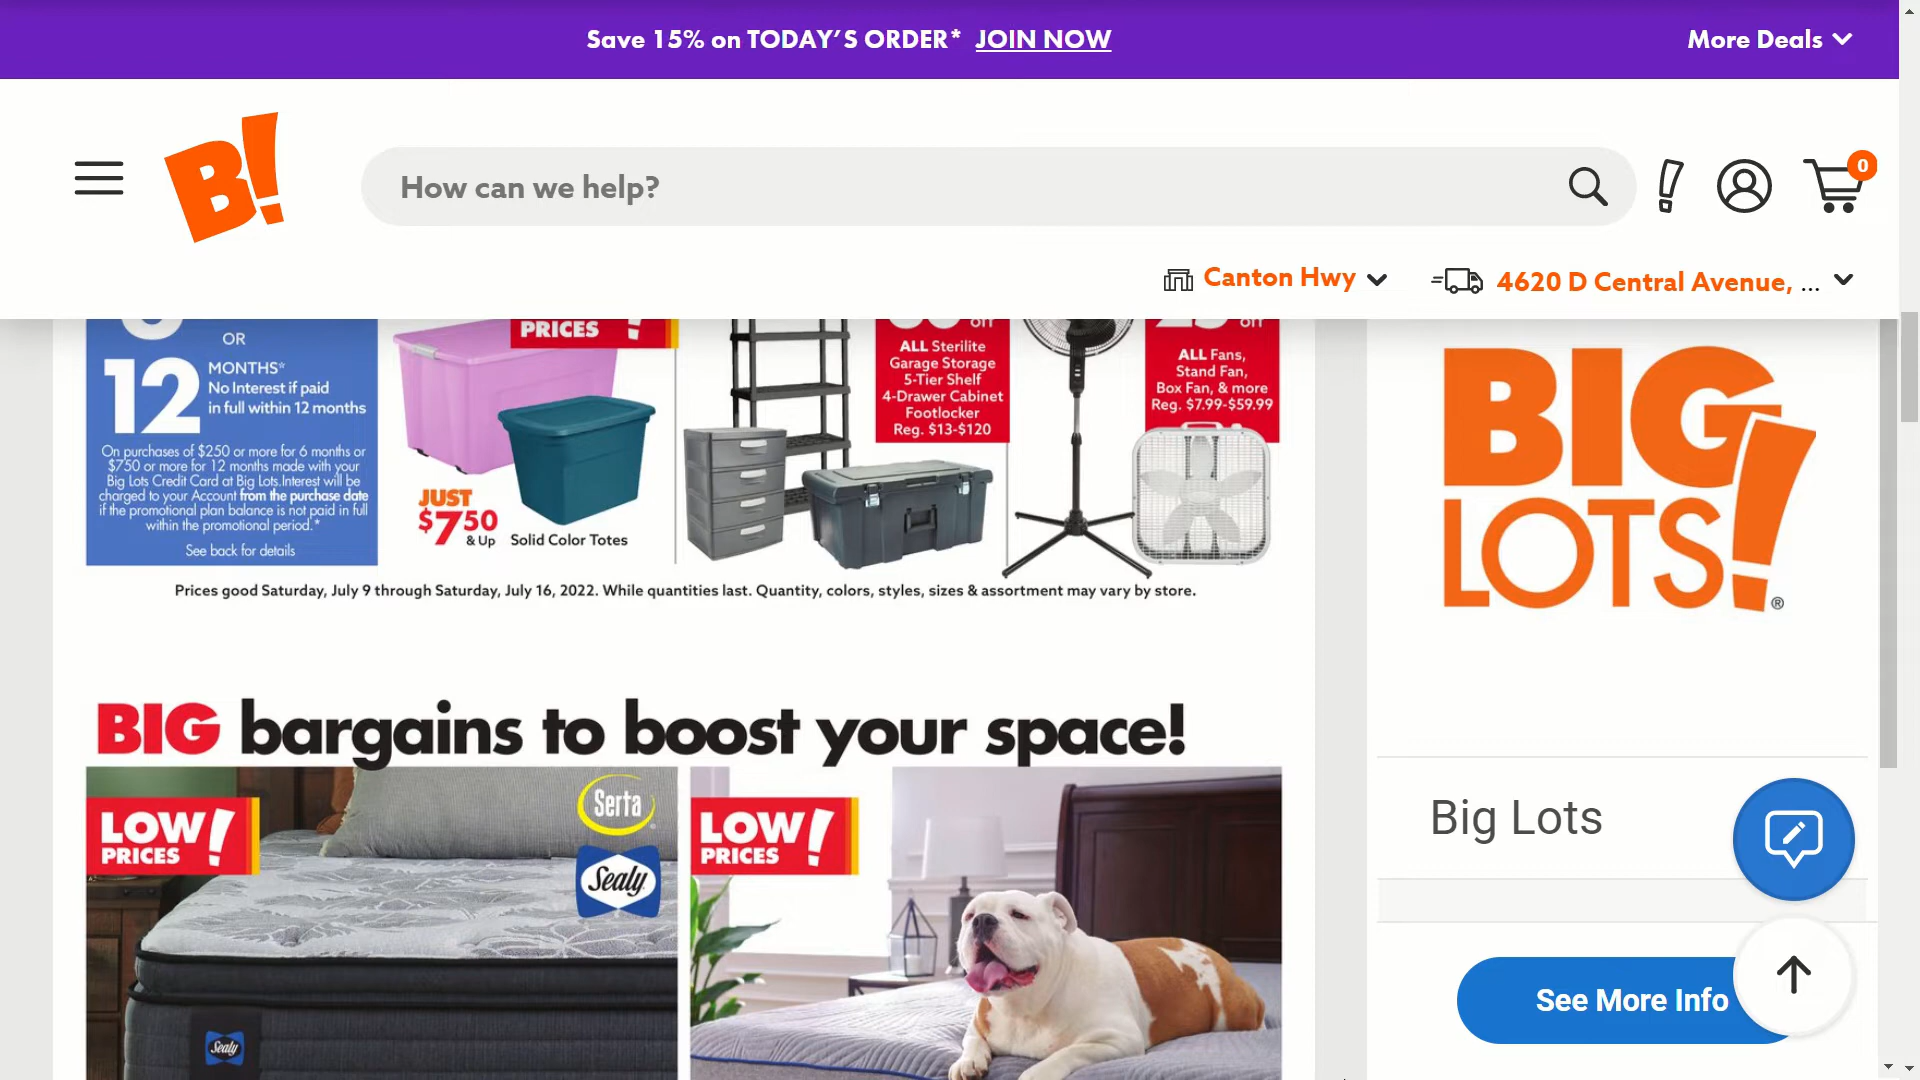 Save 15% on TODAY'S ORDER* JOIN NOW
More Deals
B!
How can we help?
0
Canton Hwy
4620 D Central Avenue, ...
OR
12 MONTHS*
No Interest if paid
in full within 12 months
On purchases of $250 or more for 6 months or
$750 or more for 12 months made with your
Big Lots Credit Card at Big Lots.Interest will be
charged to your Account from the purchase date
if the promotional plan balance is not paid in full
within the promotional period.*
See back for details
PRICES !
JUST
$7.50
& Up
Solid Color Totes
off
ALL Sterilite
Garage Storage
5-Tier Shelf
4-Drawer Cabinet
Footlocker
Reg. $13-$120
off
ALL Fans,
Stand Fan,
Box Fan, & more
Reg. $7.99-$59.99
Prices good Saturday, July 9 through Saturday, July 16, 2022. While quantities last. Quantity, colors, styles, sizes & assortment may vary by store.
BIG bargains to boost your space!
LOW!
PRICES
Serta
Sealy
Sealy
LOW!
PRICES
BIG
LOTS!
®
Big Lots
See More Info